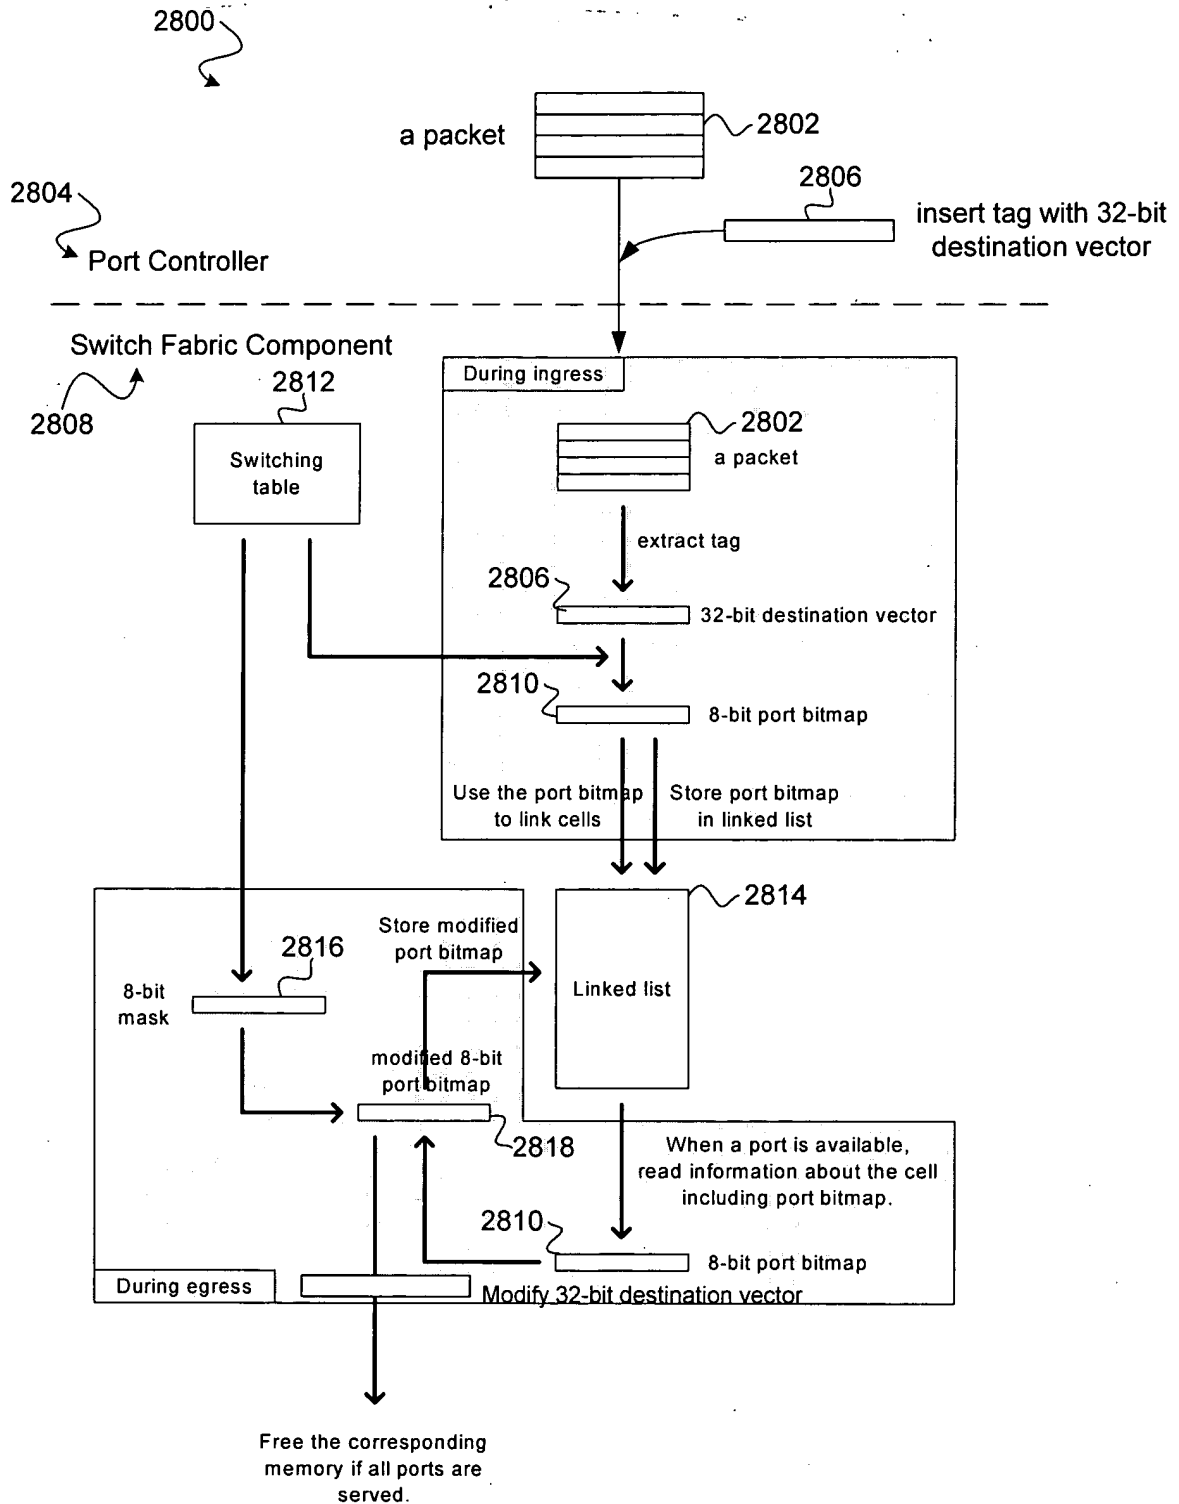 2800
a packet
2802
2804
2806
insert tag with 32-bit
destination vector
Port Controller
Switch Fabric Component
2808
2812
Switching
table
During ingress
2802
a packet
extract tag
2806
32-bit destination vector
2810
8-bit port bitmap
Use the port bitmap
to link cells
Store port bitmap
in linked list
2814
Linked list
Store modified
port bitmap
2816
8-bit
mask
modified 8-bit
port bitmap
2818
When a port is available,
read information about the cell
including port bitmap.
2810
8-bit port bitmap
During egress
Modify 32-bit destination vector
Free the corresponding
memory if all ports are
served.